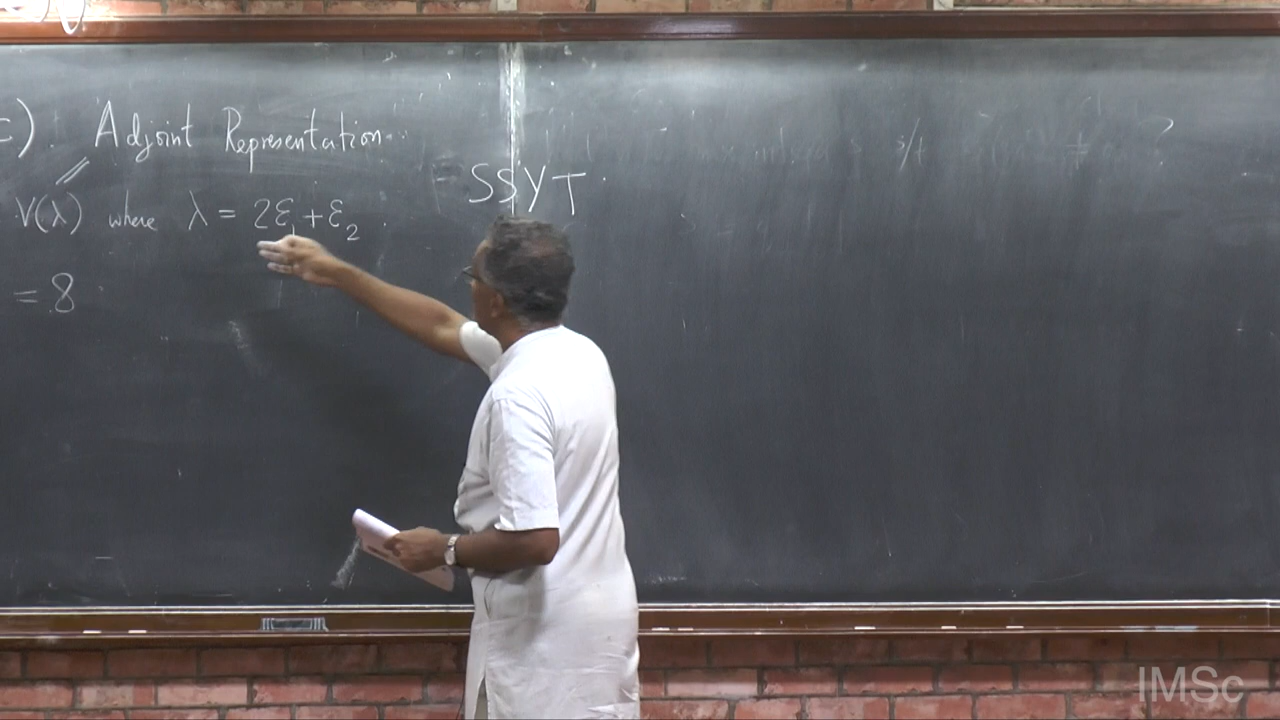 ). Adjoint Representation.
V(λ) where λ = 2ε₁ + ε₂
= 8
SSYT
?
IMSc